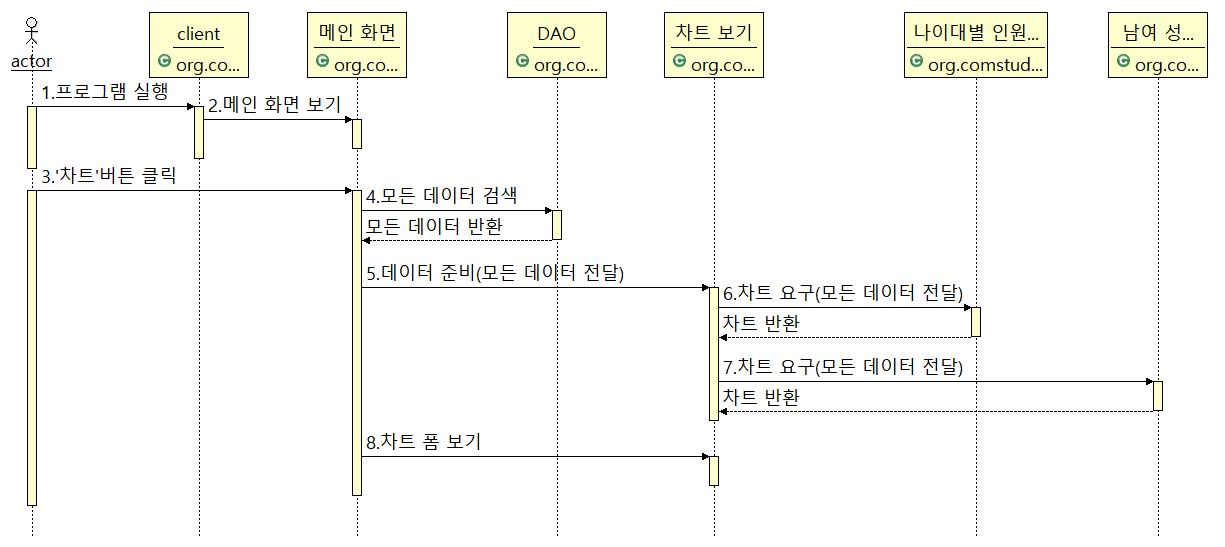 actor
client
org.co...
메인 화면
org.co...
DAO
org.co...
차트 보기
org.co...
나이대별 인원...
org.comstud...
남여 성...
org.co...
1.프로그램 실행
2.메인 화면 보기
3.'차트'버튼 클릭
4.모든 데이터 검색
모든 데이터 반환
5.데이터 준비(모든 데이터 전달)
6.차트 요구(모든 데이터 전달)
차트 반환
7.차트 요구(모든 데이터 전달)
차트 반환
8.차트 폼 보기